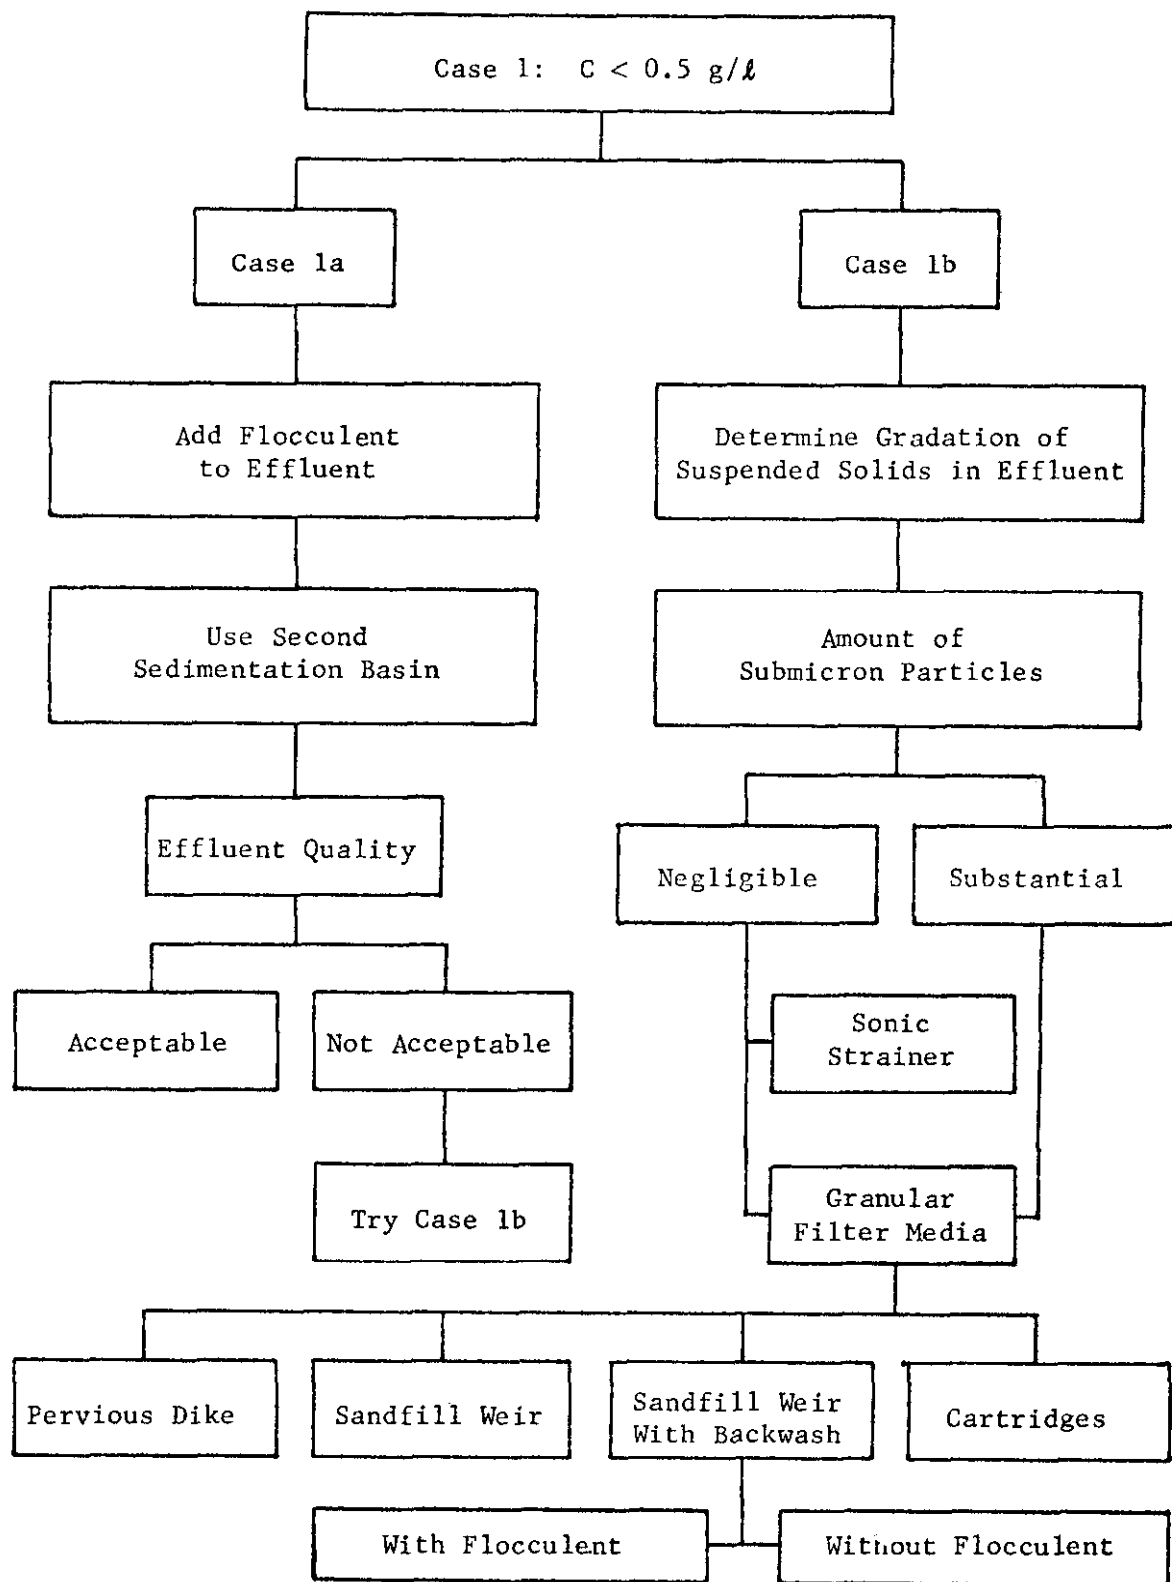 Case 1: C < 0.5 g/ℓ
Case 1a
Case 1b
Add Flocculent
to Effluent
Determine Gradation of
Suspended Solids in Effluent
Use Second
Sedimentation Basin
Amount of
Submicron Particles
Effluent Quality
Negligible
Substantial
Acceptable
Not Acceptable
Sonic
Strainer
Try Case 1b
Granular
Filter Media
Pervious Dike
Sandfill Weir
Sandfill Weir
With Backwash
Cartridges
With Flocculent
Without Flocculent